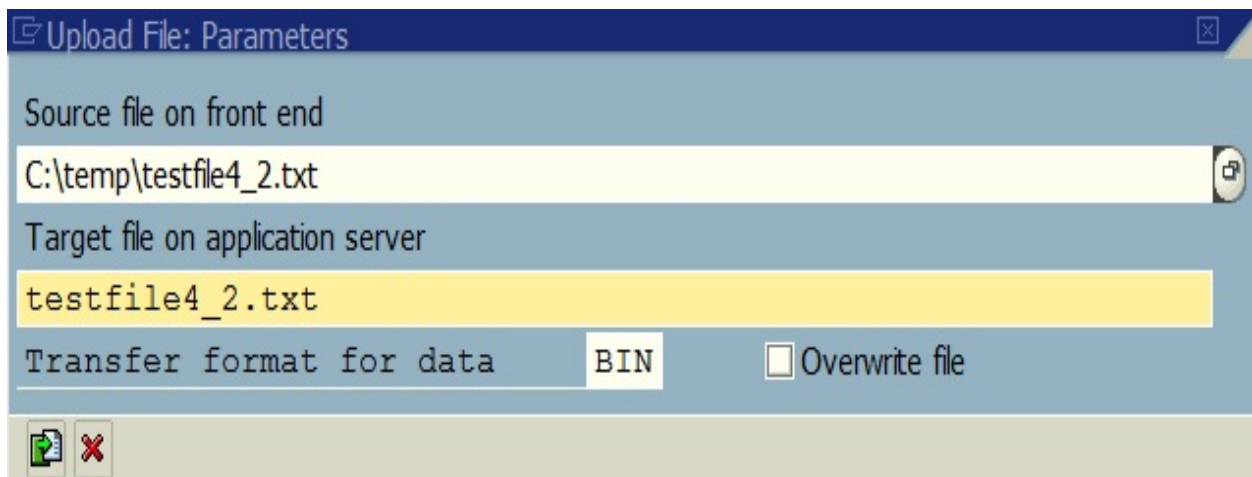 Upload File: Parameters
Source file on front end
C:\temp\testfile4_2.txt
Target file on application server
testfile4_2.txt
Transfer format for data BIN Overwrite file